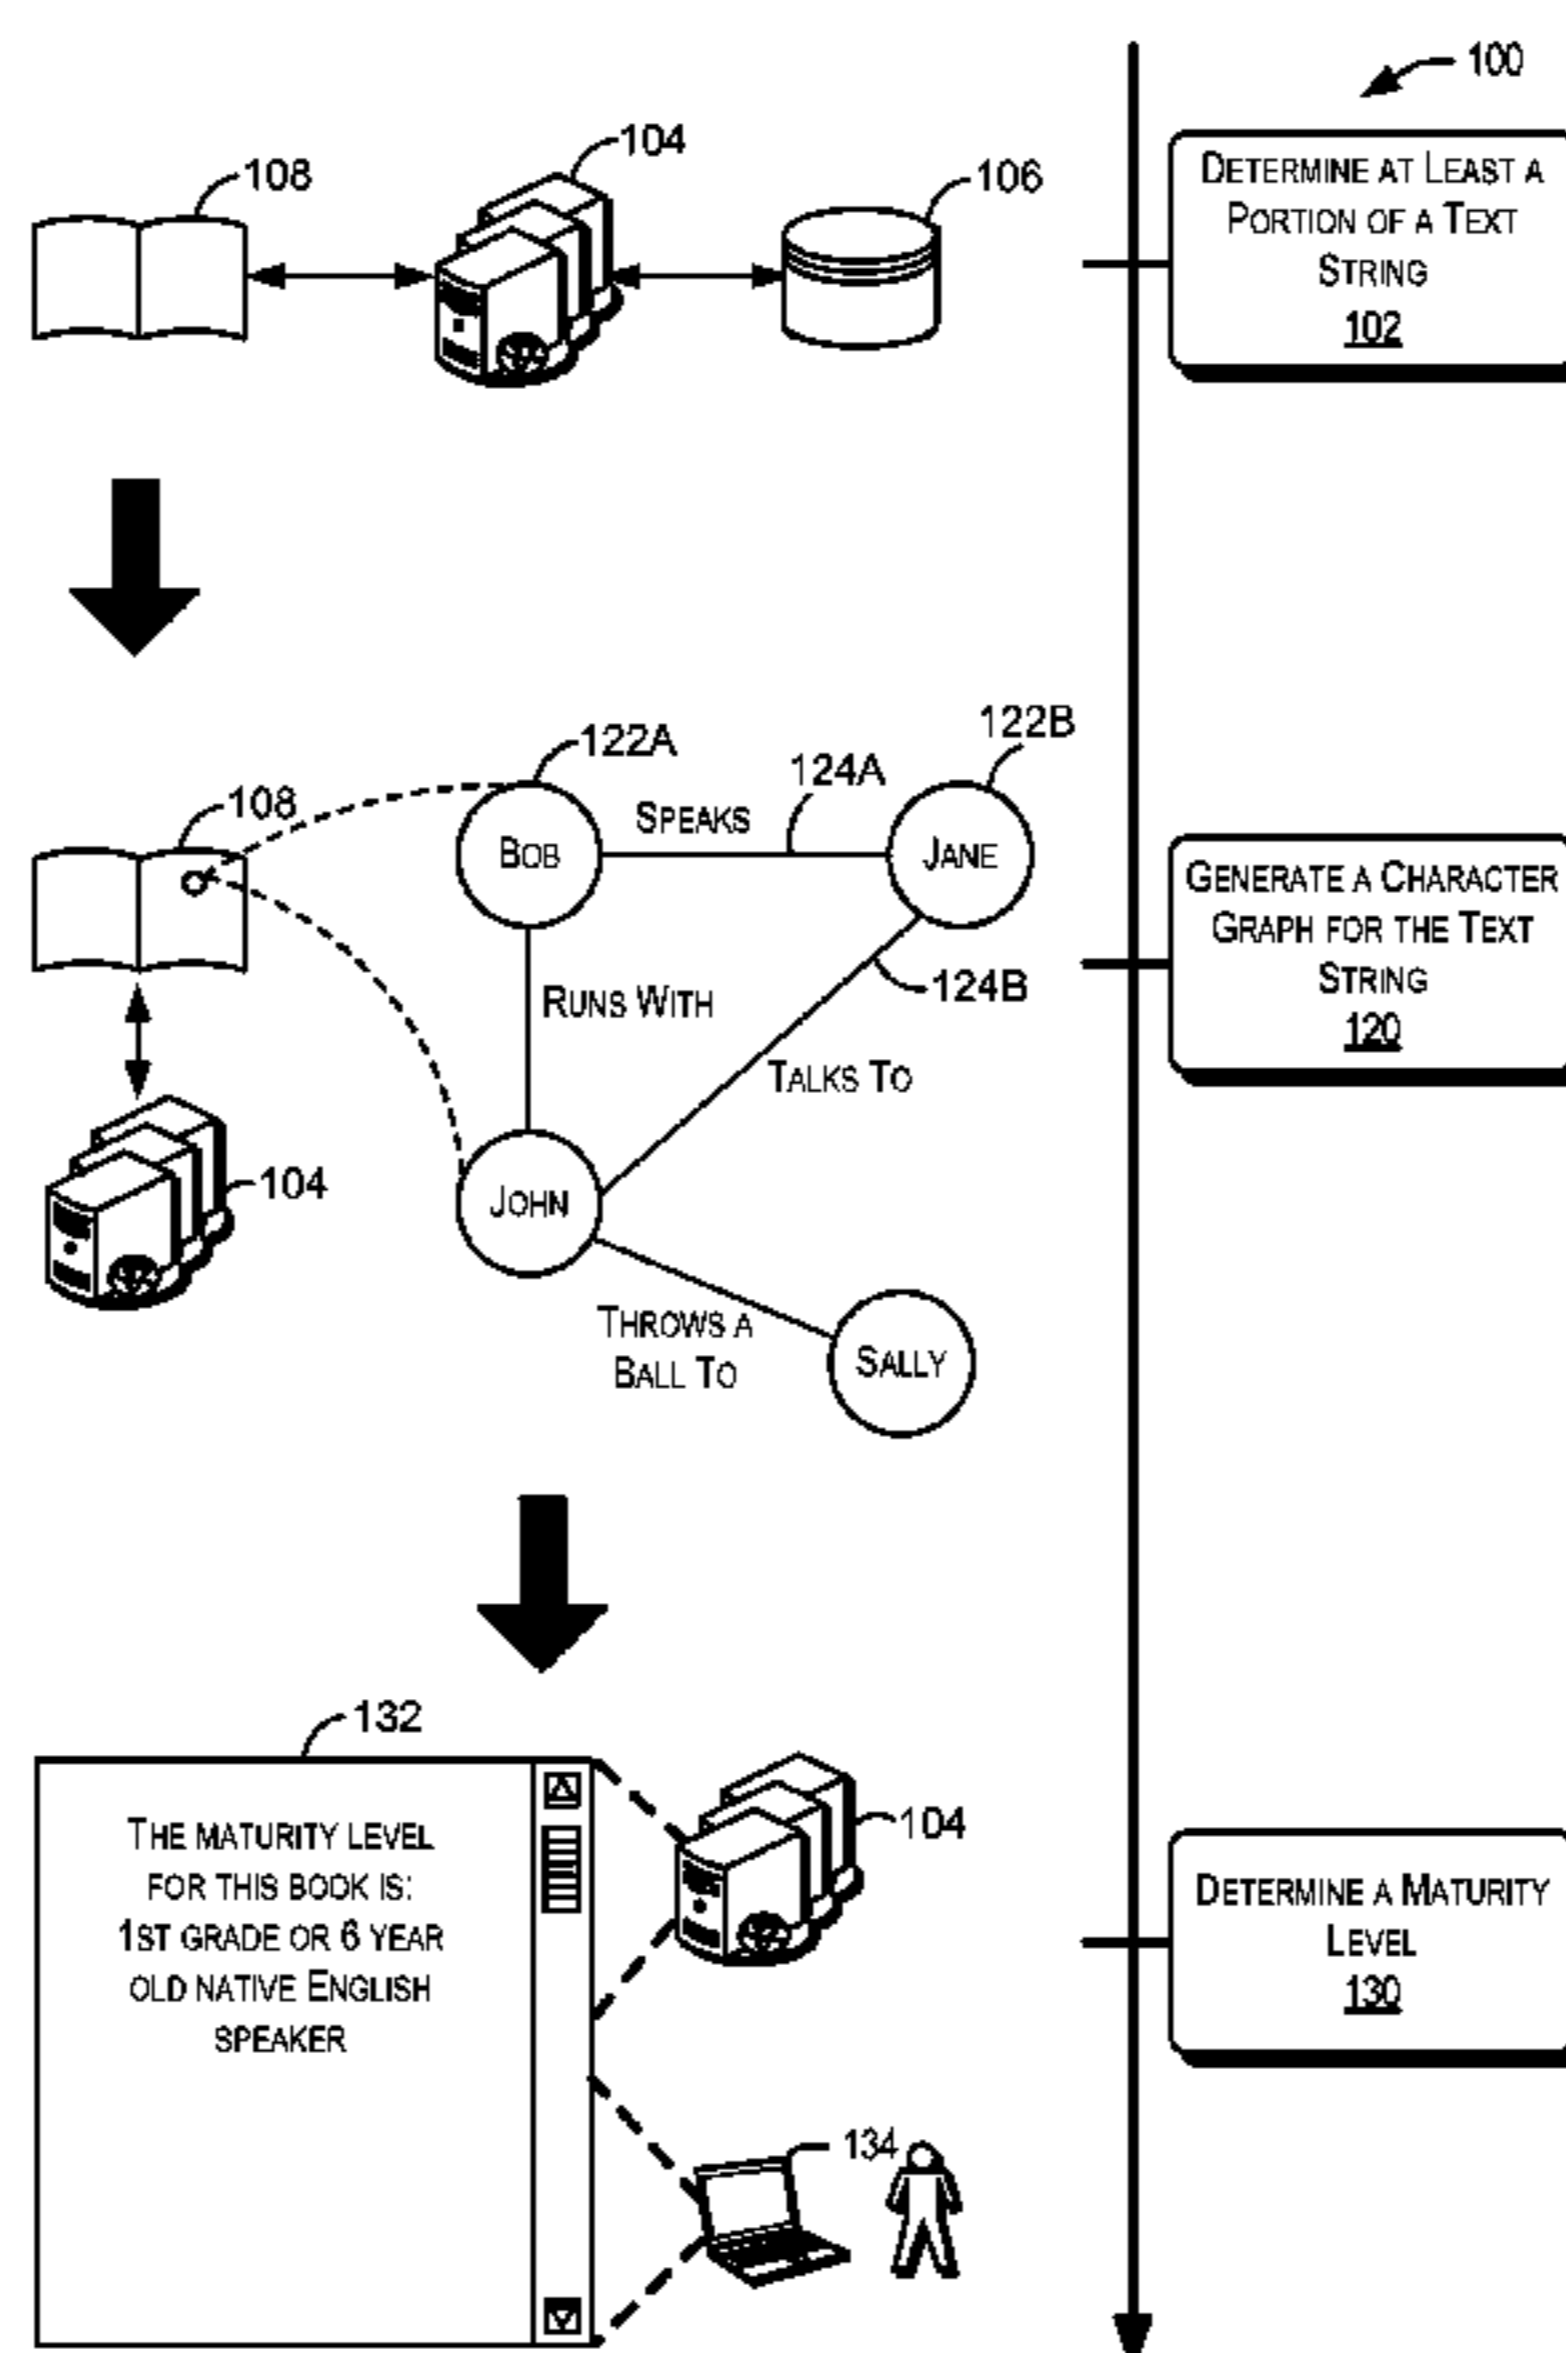 100
108
104
106
DETERMINE AT LEAST A
PORTION OF A TEXT
STRING
102
122A
122B
124A
108
SPEAKS
BOB
JANE
GENERATE A CHARACTER
GRAPH FOR THE TEXT
STRING
120
124B
RUNS WITH
TALKS TO
104
JOHN
THROWS A
BALL TO
SALLY
132
THE MATURITY LEVEL
FOR THIS BOOK IS:
1ST GRADE OR 6 YEAR
OLD NATIVE ENGLISH
SPEAKER
104
DETERMINE A MATURITY
LEVEL
130
134